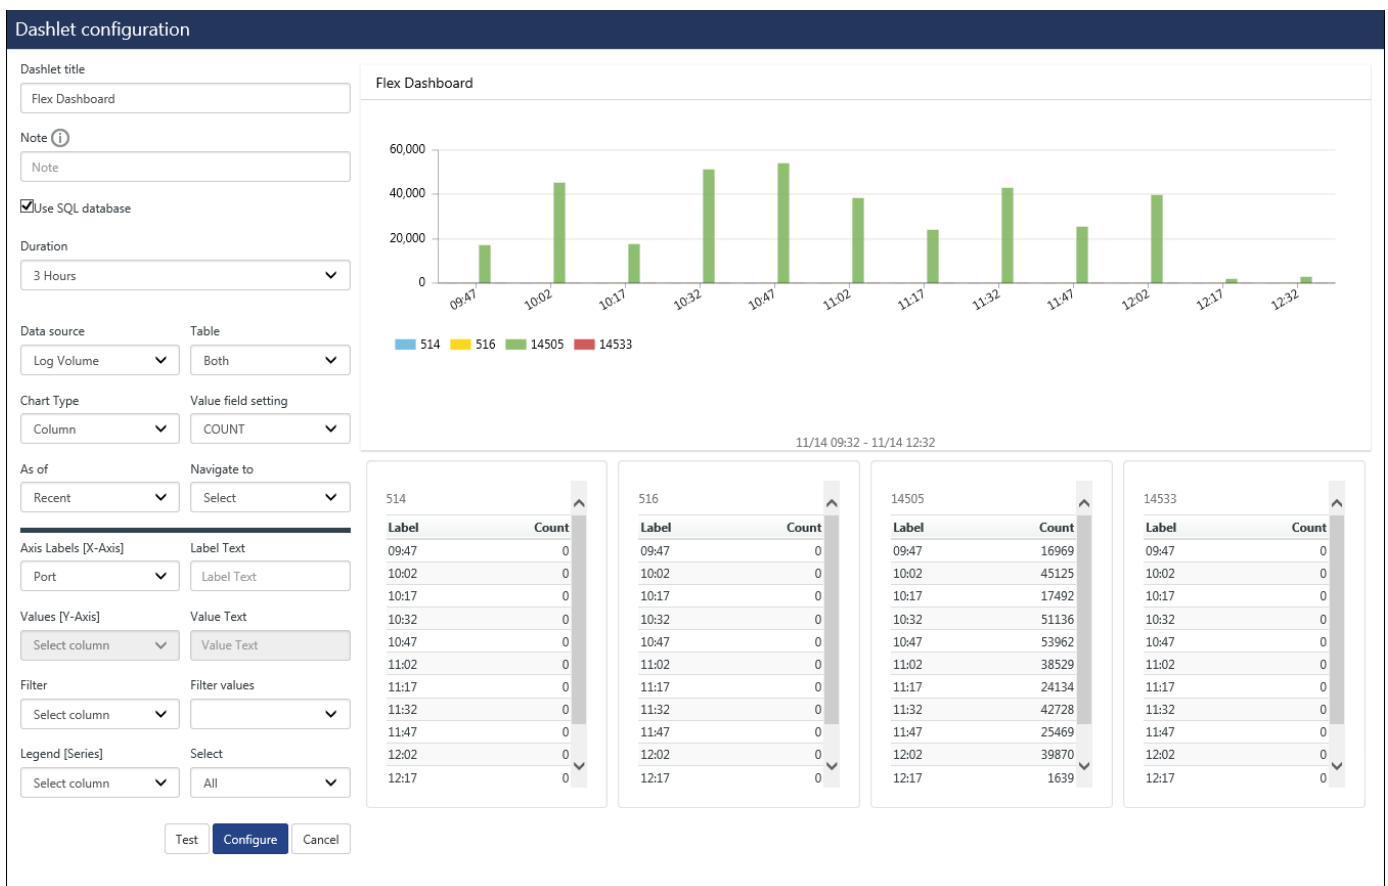 Dashlet configuration
Dashlet title
Flex Dashboard
Note
Note
Use SQL database
Duration
3 Hours
Data source Table
Log Volume Both
Chart Type Value field setting
Column COUNT
As of Navigate to
Recent Select
Axis Labels [X-Axis] Label Text
Port Label Text
Values [Y-Axis] Value Text
Select column Value Text
Filter Filter values
Select column
Legend [Series] Select
Select column All
Test Configure Cancel
Flex Dashboard
60,000
40,000
20,000
0
09:47 10:02 10:17 10:32 10:47 11:02 11:17 11:32 11:47 12:02 12:17 12:32
514 516 14505 14533
11/14 09:32 - 11/14 12:32
514
Label Count
09:47 0
10:02 0
10:17 0
10:32 0
10:47 0
11:02 0
11:17 0
11:32 0
11:47 0
12:02 0
12:17 0
516
Label Count
09:47 0
10:02 0
10:17 0
10:32 0
10:47 0
11:02 0
11:17 0
11:32 0
11:47 0
12:02 0
12:17 0
14505
Label Count
09:47 16969
10:02 45125
10:17 17492
10:32 51136
10:47 53962
11:02 38529
11:17 24134
11:32 42728
11:47 25469
12:02 39870
12:17 1639
14533
Label Count
09:47 0
10:02 0
10:17 0
10:32 0
10:47 0
11:02 0
11:17 0
11:32 0
11:47 0
12:02 0
12:17 0